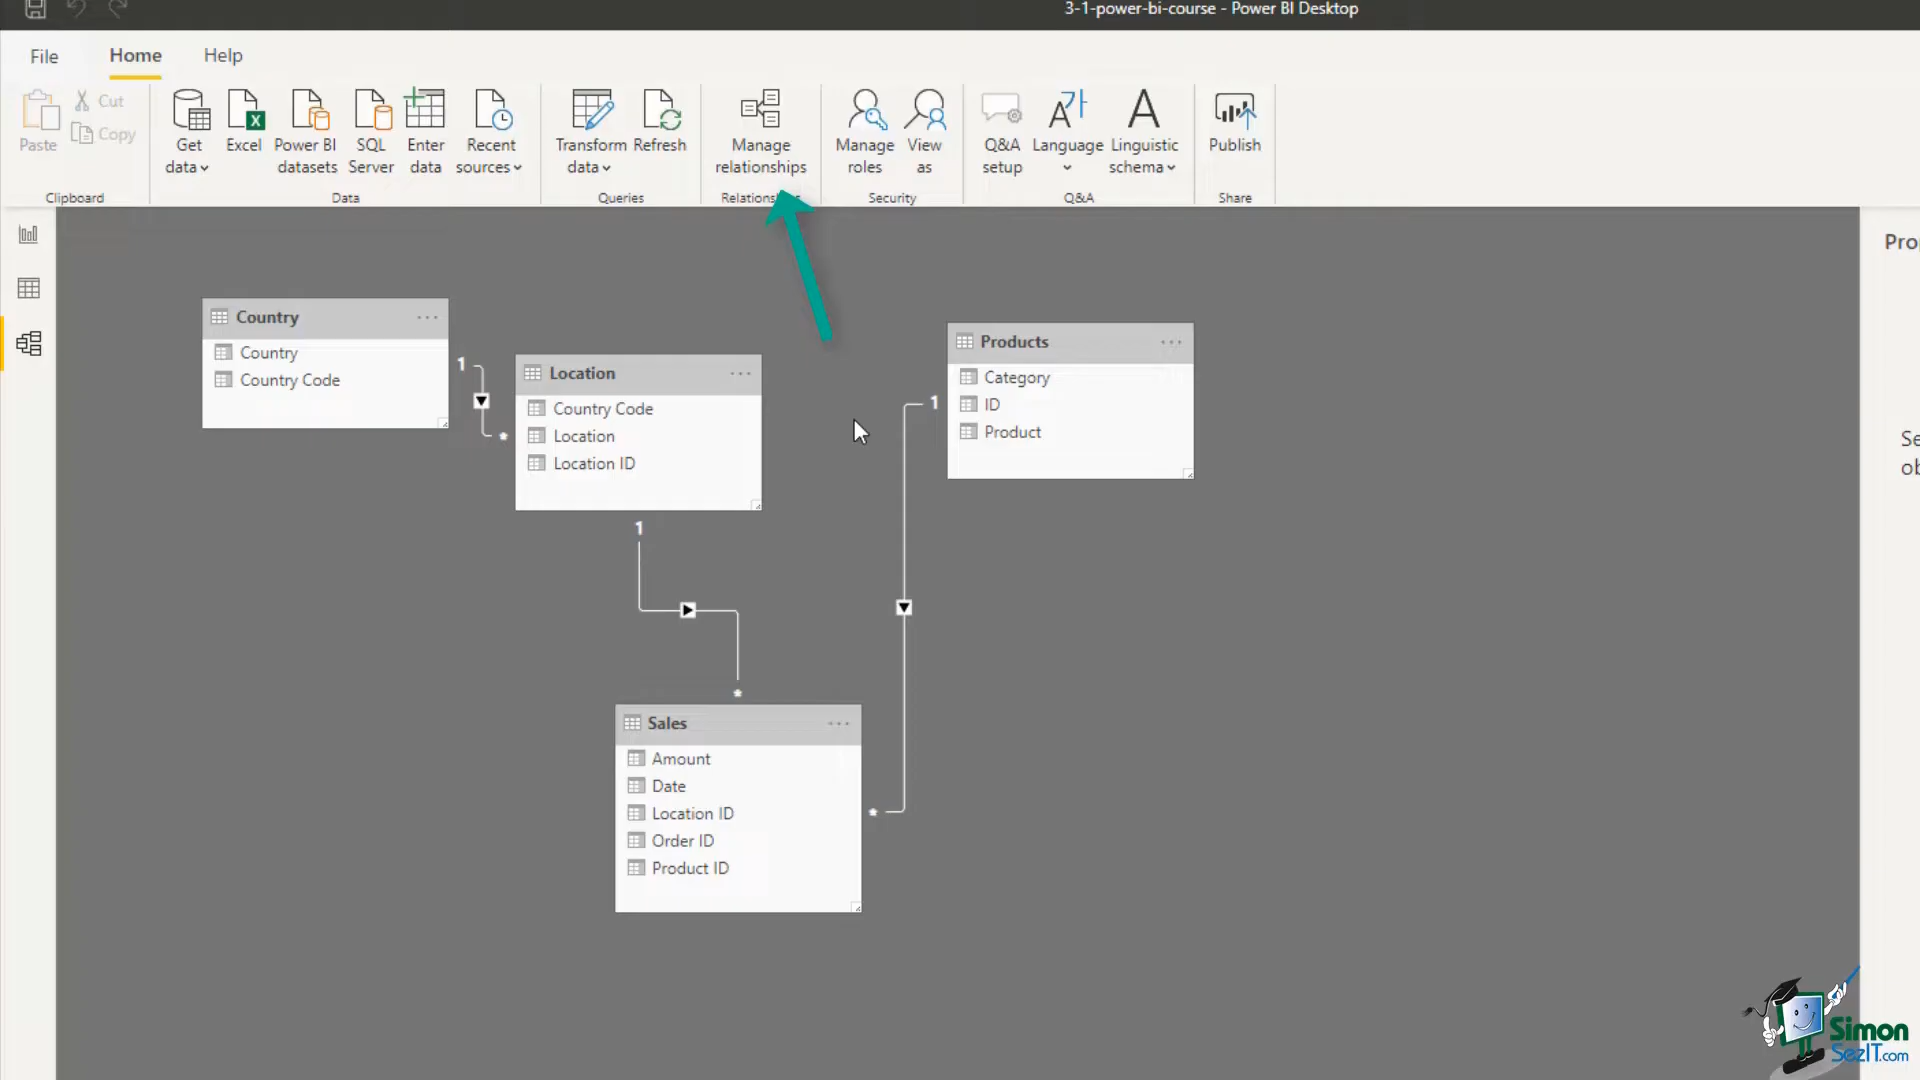 3-1-power-bi-course - Power BI Desktop
File Home Help
Paste
Cut
Copy
Clipboard
Get data
Excel
Power BI datasets
SQL Server
Enter data
Recent sources
Data
Transform data
Refresh
Queries
Manage relationships
Manage roles
View as
Security
Q&A setup
Language
Linguistic schema
Q&A
Publish
Share
Country
Country
Country Code
1
*
Location
Country Code
Location
Location ID
1
*
Products
Category
ID
Product
1
*
Sales
Amount
Date
Location ID
Order ID
Product ID
Simon
SezIT.com